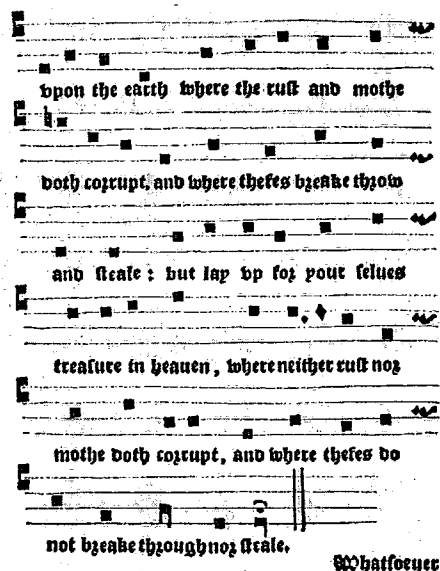 vpon the earth where the rust and mothe
doth corrupt, and where theses breake throw
and steale : but lay vp for your selues
treasure in heauen, where neither rust nor
mothe doth corrupt, and where theses do
not breake through nor steale.
Whatsoeuer